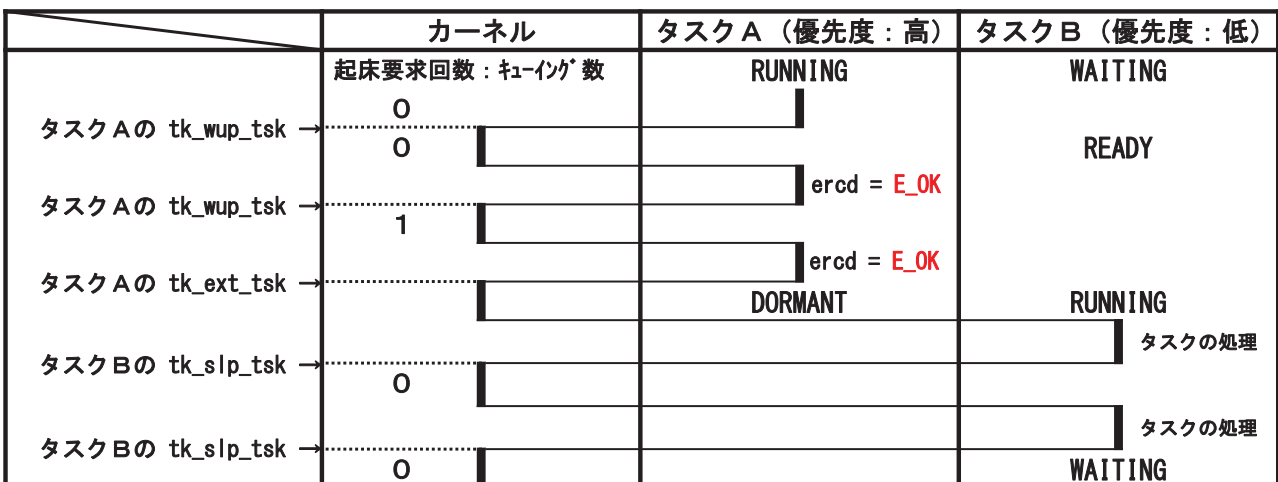 カーネル
タスクA（優先度：高）
タスクB（優先度：低）
起床要求回数：ｷｭｰｲﾝｸﾞ数
RUNNING
WAITING
0
タスクAの tk_wup_tsk →
0
READY
ercd = E_OK
タスクAの tk_wup_tsk →
1
ercd = E_OK
タスクAの tk_ext_tsk →
DORMANT
RUNNING
タスクの処理
タスクBの tk_slp_tsk →
0
タスクの処理
タスクBの tk_slp_tsk →
0
WAITING